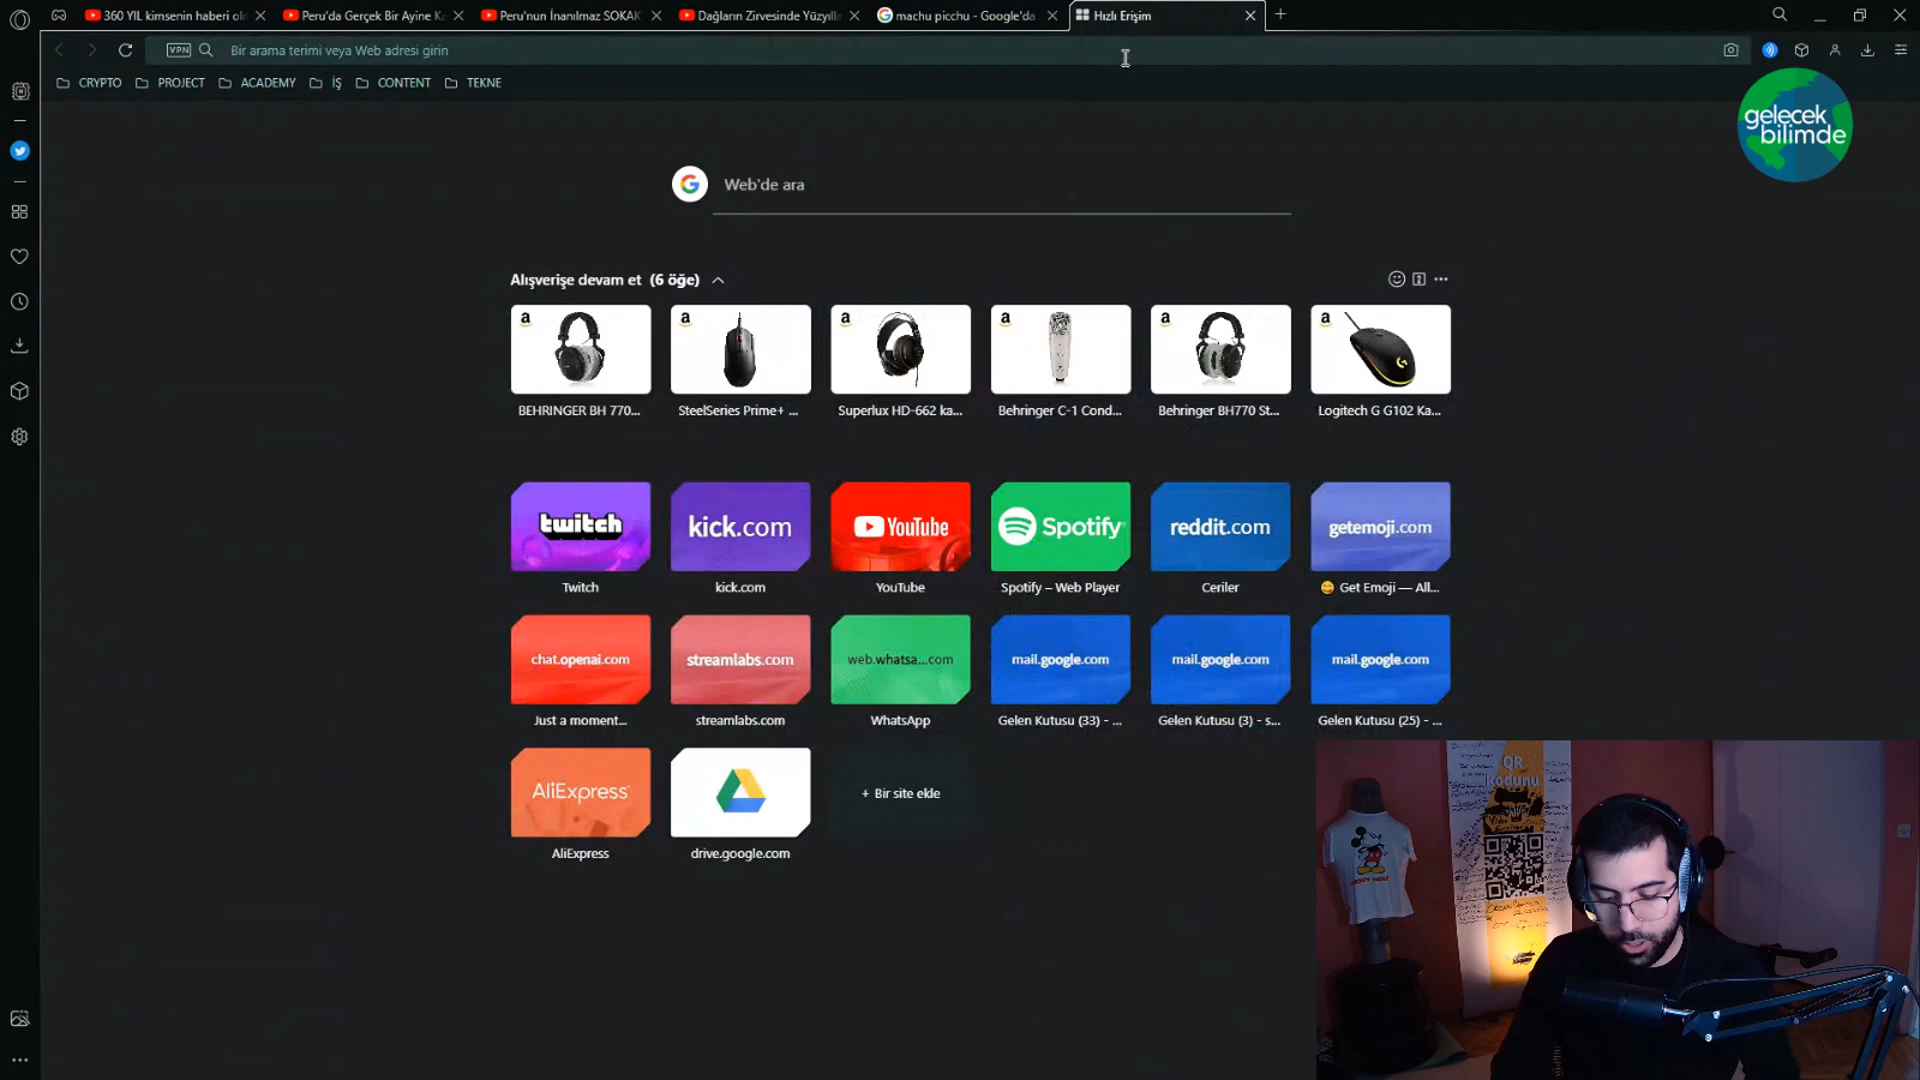 360 YIL kimsenin haberi oln
Peru'da Gerçek Bir Ayine Ka
Peru'nun İnanılmaz SOKAK
Dağların Zirvesinde Yüzyılla
machu picchu - Google'da
Hızlı Erişim
VPN
Bir arama terimi veya Web adresi girin
CRYPTO
PROJECT
ACADEMY
İŞ
CONTENT
TEKNE
gelecek
bilimde
Web'de ara
Alışverişe devam et (6 öğe)
BEHRINGER BH 770...
SteelSeries Prime+ ...
Superlux HD-662 ka...
Behringer C-1 Cond...
Behringer BH770 St...
Logitech G G102 Ka...
twitch
kick.com
YouTube
Spotify
reddit.com
getemoji.com
Twitch
kick.com
YouTube
Spotify – Web Player
Ceriler
Get Emoji — All...
chat.openai.com
streamlabs.com
web.whatsa...com
mail.google.com
mail.google.com
mail.google.com
Just a moment...
streamlabs.com
WhatsApp
Gelen Kutusu (33) - ...
Gelen Kutusu (3) - s...
Gelen Kutusu (25) - ...
AliExpress
+ Bir site ekle
AliExpress
drive.google.com
QR
Kodunu